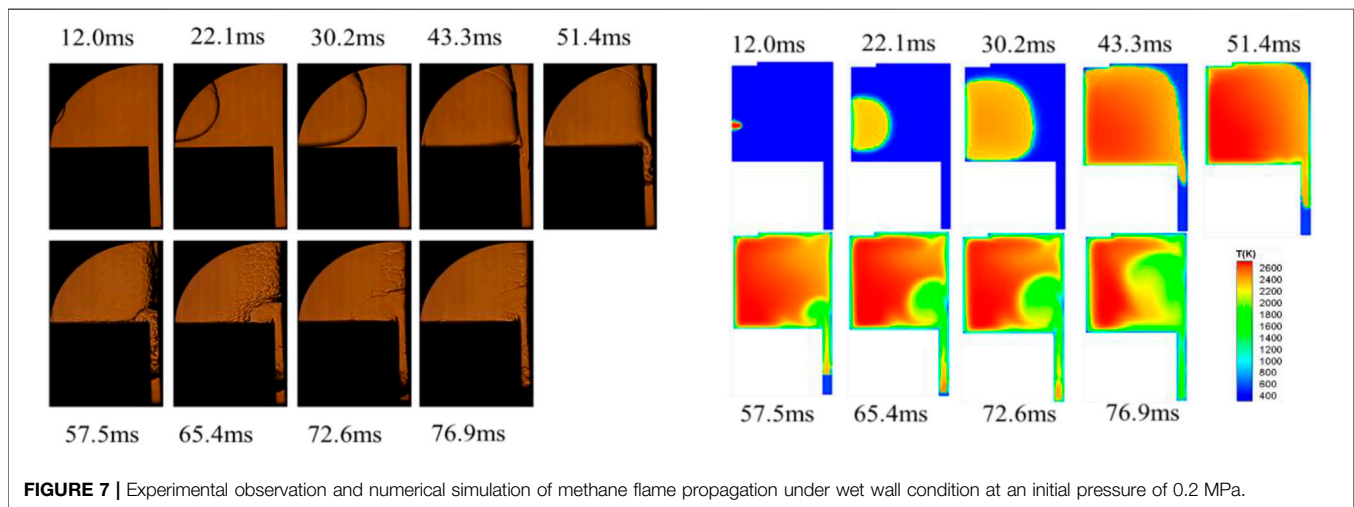 12.0ms 22.1ms 30.2ms 43.3ms 51.4ms
57.5ms 65.4ms 72.6ms 76.9ms
12.0ms 22.1ms 30.2ms 43.3ms 51.4ms
T(K)
2600
2400
2200
2000
1800
1600
1400
1200
1000
800
600
400
57.5ms 65.4ms 72.6ms 76.9ms
FIGURE 7 | Experimental observation and numerical simulation of methane flame propagation under wet wall condition at an initial pressure of 0.2 MPa.